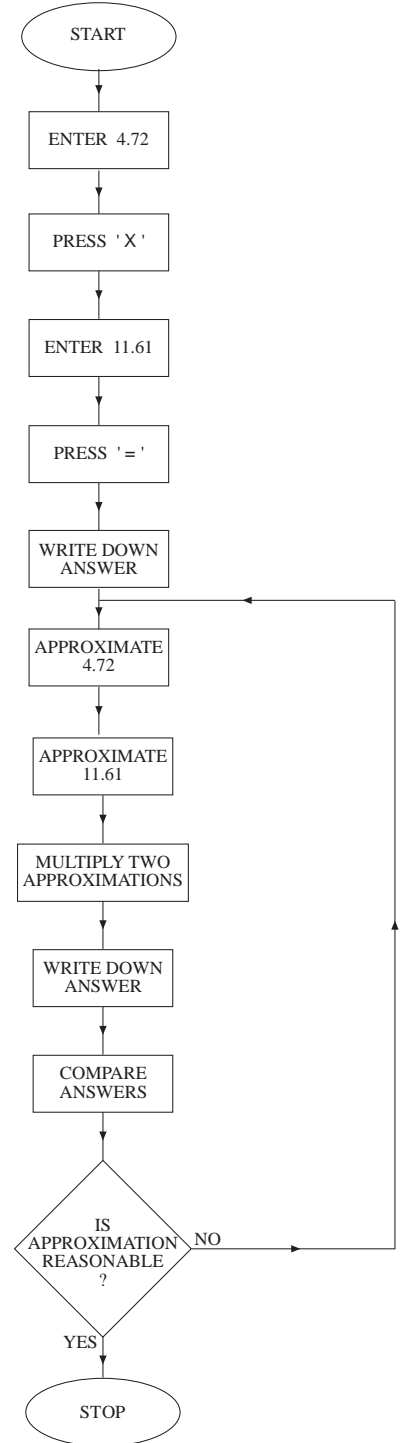 START
ENTER 4.72
PRESS ' X '
ENTER 11.61
PRESS ' = '
WRITE DOWN
ANSWER
APPROXIMATE
4.72
APPROXIMATE
11.61
MULTIPLY TWO
APPROXIMATIONS
WRITE DOWN
ANSWER
COMPARE
ANSWERS
IS
APPROXIMATION
REASONABLE
?
NO
YES
STOP